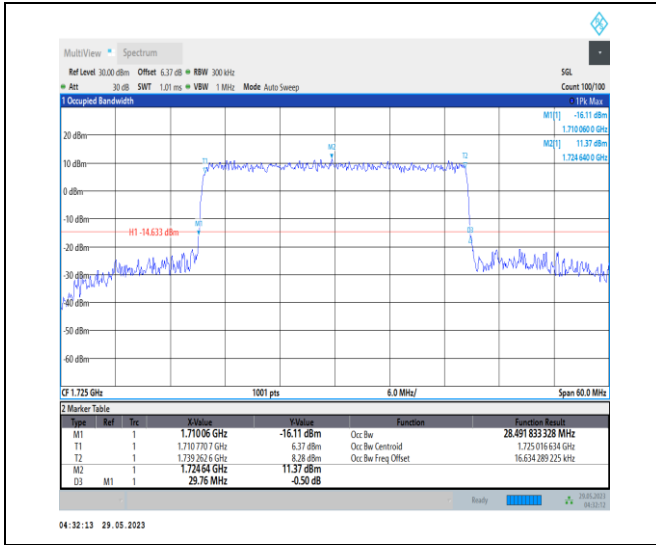 MultiView Spectrum
Ref Level 30.00 dBm Offset 6.37 dB RBW 300 kHz SGL
Att 30 dB SWT 1.01 ms VBW 1 MHz Mode Auto Sweep Count 100/100
1 Occupied Bandwidth 1Pk Max
M1[1] -16.11 dBm
1.710 060 0 GHz
M2[1] 11.37 dBm
1.724 640 0 GHz
20 dBm
M2
10 dBm
0 dBm
-10 dBm
M1
H1 -14.633 dBm
D3
-20 dBm
-30 dBm
-40 dBm
-50 dBm
-60 dBm
CF 1.725 GHz 1001 pts 6.0 MHz/ Span 60.0 MHz
2 Marker Table
Type Ref Trc X-Value Y-Value Function Function Result
M1 1 1.71006 GHz -16.11 dBm Occ Bw 28.491 833 328 MHz
T1 1 1.710 770 7 GHz 6.37 dBm Occ Bw Centroid 1.725 016 634 GHz
T2 1 1.739 262 6 GHz 8.28 dBm Occ Bw Freq Offset 16.634 289 225 kHz
M2 1 1.724 64 GHz 11.37 dBm
D3 M1 1 29.76 MHz -0.50 dB
Ready 29.05.2023
04:32:12
04:32:13 29.05.2023